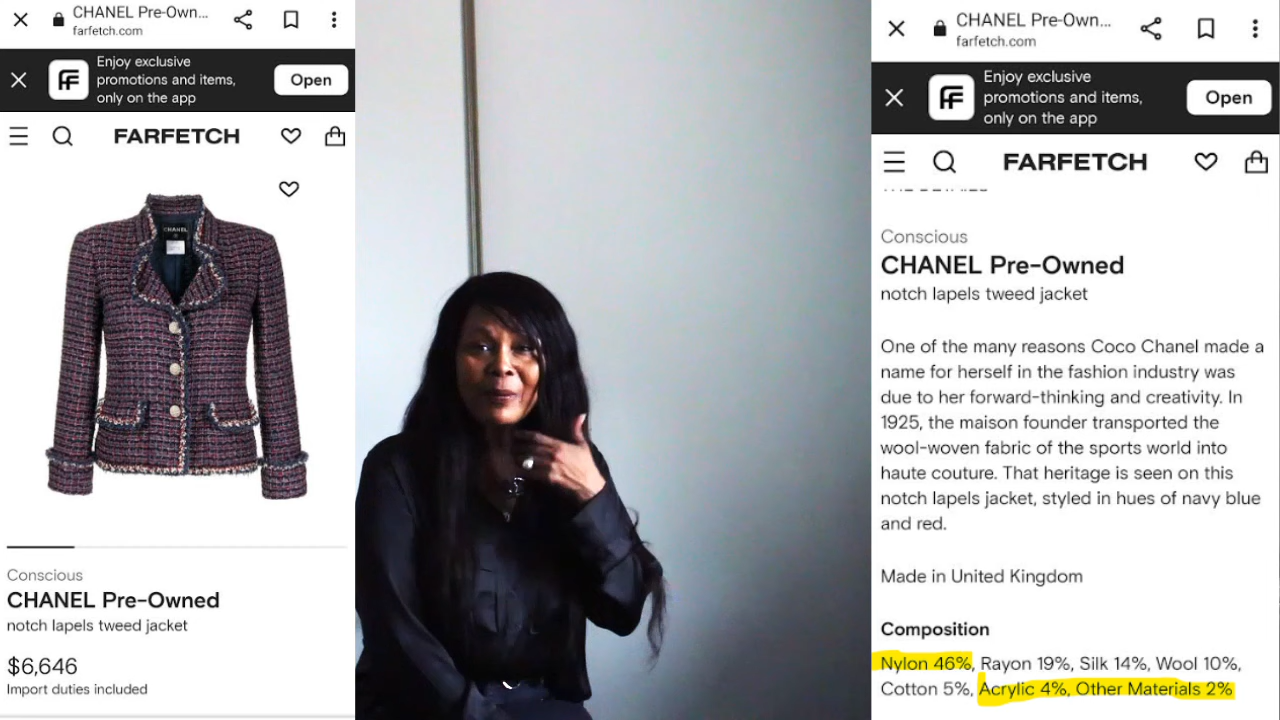 CHANEL Pre-Own...
farfetch.com
Enjoy exclusive
promotions and items,
only on the app
Open
FARFETCH
CHANEL
Conscious
CHANEL Pre-Owned
notch lapels tweed jacket
$6,646
Import duties included
CHANEL Pre-Own...
farfetch.com
Enjoy exclusive
promotions and items,
only on the app
Open
FARFETCH
Conscious
CHANEL Pre-Owned
notch lapels tweed jacket
One of the many reasons Coco Chanel made a
name for herself in the fashion industry was
due to her forward-thinking and creativity. In
1925, the maison founder transported the
wool-woven fabric of the sports world into
haute couture. That heritage is seen on this
notch lapels jacket, styled in hues of navy blue
and red.
Made in United Kingdom
Composition
Nylon 46%, Rayon 19%, Silk 14%, Wool 10%,
Cotton 5%, Acrylic 4%, Other Materials 2%